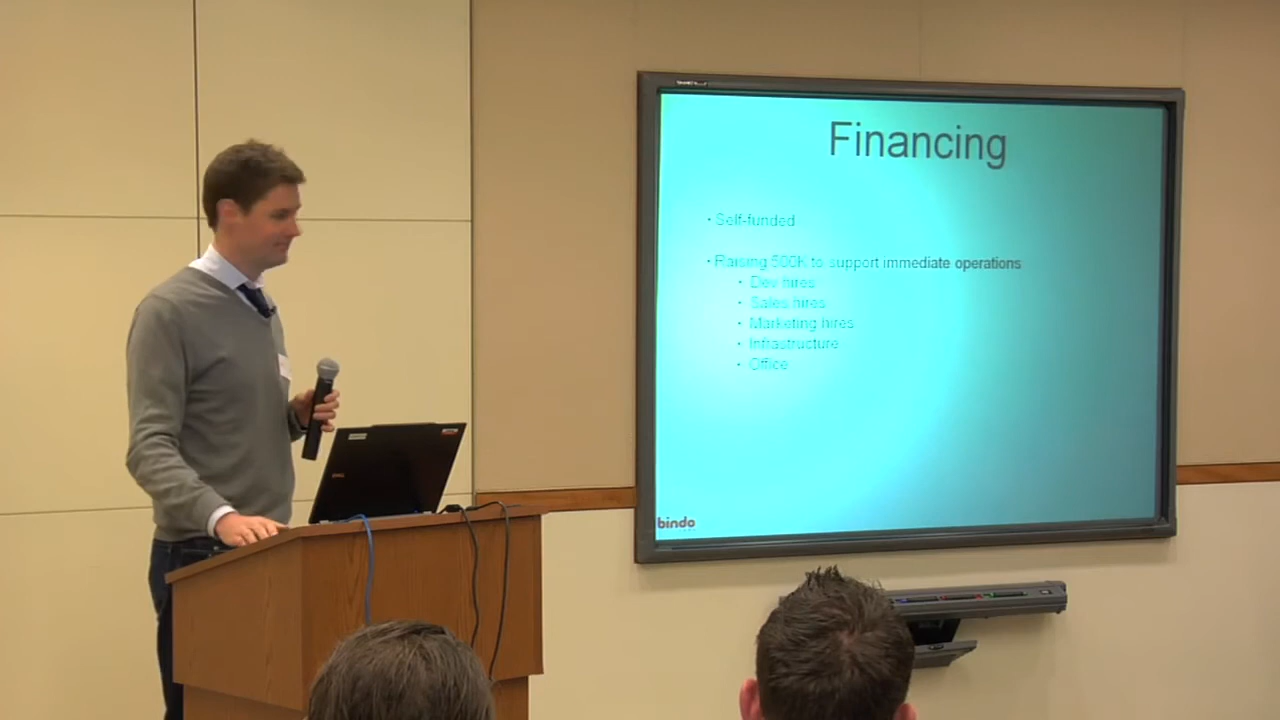 Financing
· Self-funded
· Raising 500K to support immediate operations
· Dev hires
· Sales hires
· Marketing hires
· Infrastructure
· Office
bindo